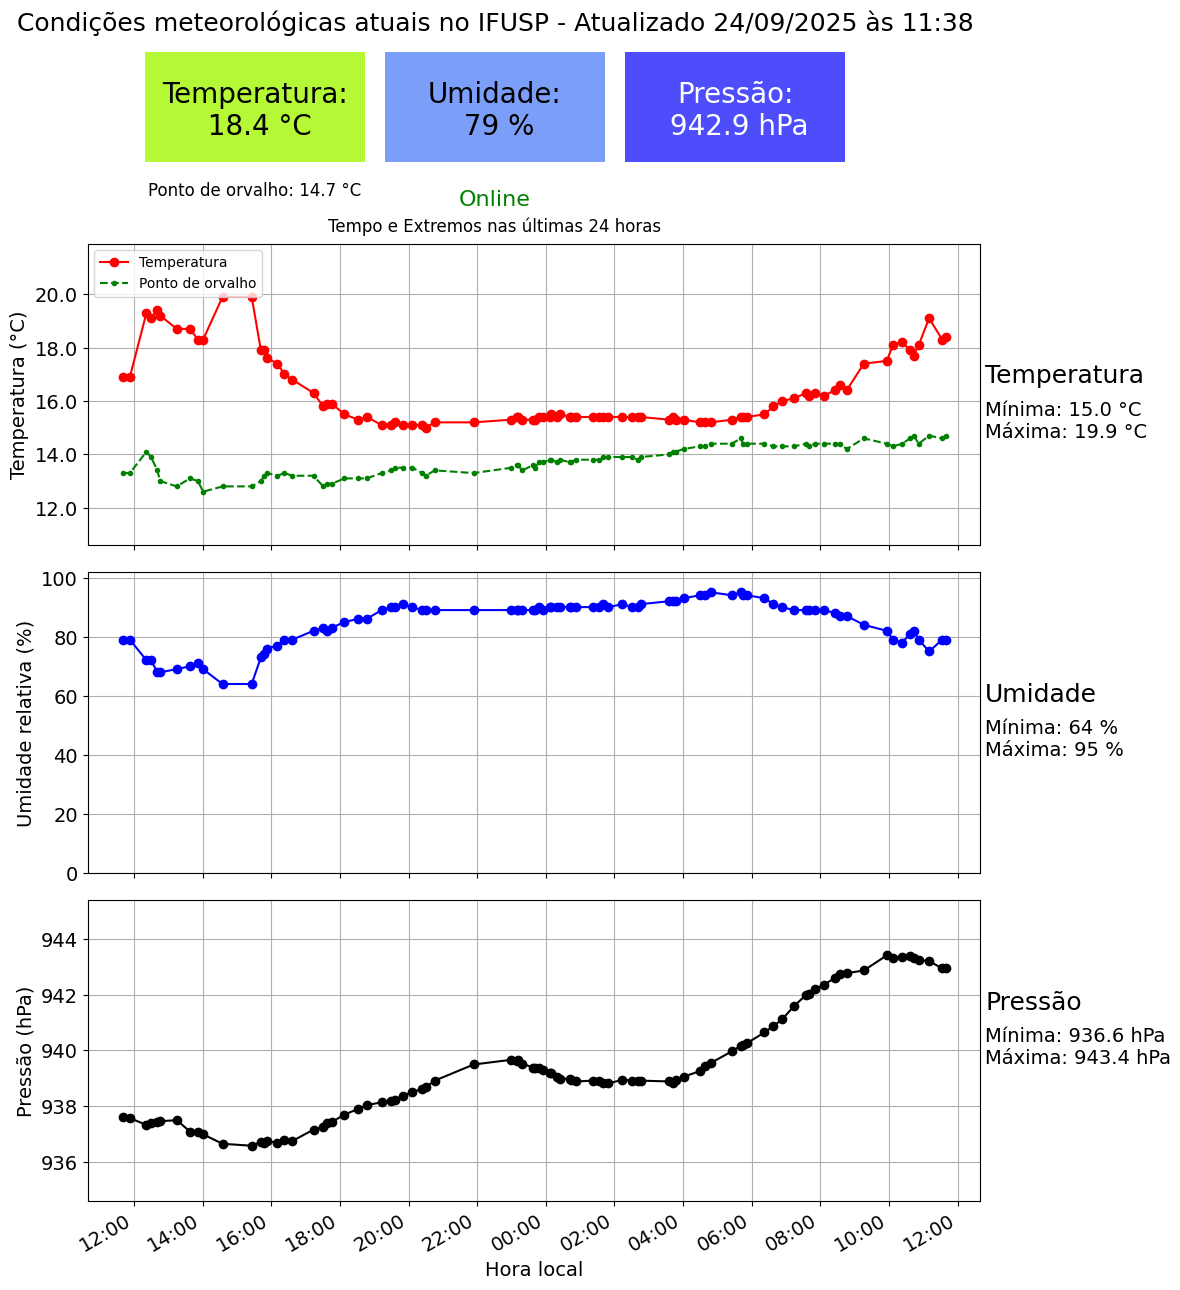 Condições meteorológicas atuais no IFUSP - Atualizado 24/09/2025 às 11:38
Temperatura:
18.4 °C
Umidade:
79 %
Pressão:
942.9 hPa
Ponto de orvalho: 14.7 °C
Online
Tempo e Extremos nas últimas 24 horas
Temperatura
Ponto de orvalho
Temperatura (°C)
20.0
18.0
16.0
14.0
12.0
Temperatura
Mínima: 15.0 °C
Máxima: 19.9 °C
Umidade relativa (%)
100
80
60
40
20
0
Umidade
Mínima: 64 %
Máxima: 95 %
Pressão (hPa)
944
942
940
938
936
Pressão
Mínima: 936.6 hPa
Máxima: 943.4 hPa
12:00 14:00 16:00 18:00 20:00 22:00 00:00 02:00 04:00 06:00 08:00 10:00 12:00
Hora local